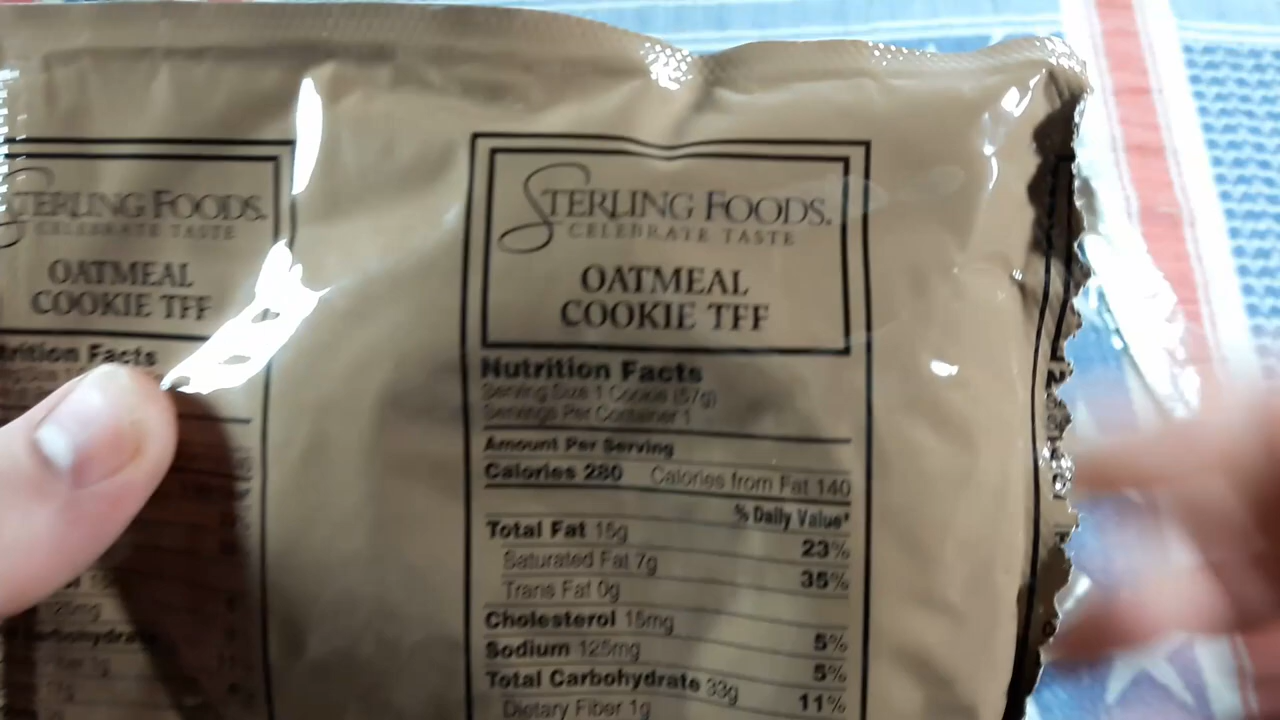 STERLING FOODS.
CELEBRATE TASTE
OATMEAL
COOKIE TFF
Nutrition Facts
STERLING FOODS.
CELEBRATE TASTE
OATMEAL
COOKIE TFF
Nutrition Facts
Serving Size 1 Cookie (57g)
Servings Per Container 1
Amount Per Serving
Calories 280 Calories from Fat 140
% Daily Value*
Total Fat 15g 23%
Saturated Fat 7g 35%
Trans Fat 0g
Cholesterol 15mg 5%
Sodium 125mg 5%
Total Carbohydrate 33g 11%
Dietary Fiber 1g